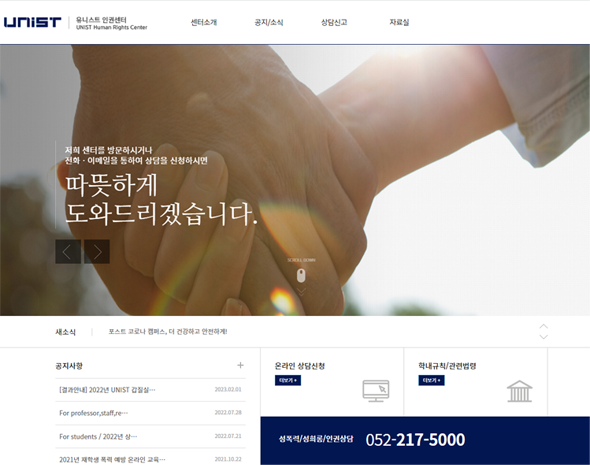 UNIST
유니스트 인권센터
UNIST Human Rights Center
센터소개 공지/소식 상담신고 자료실
저희 센터를 방문하시거나
전화 · 이메일을 통하여 상담을 신청하시면
따뜻하게
도와드리겠습니다.
SCROLL DOWN
새소식 포스트 코로나 캠퍼스, 더 건강하고 안전하게!
공지사항 +
[결과안내] 2022년 UNIST 갑질실… 2023.02.01
For professor,staff,re… 2022.07.28
For students / 2022년 상… 2022.07.21
2021년 재학생 폭력 예방 온라인 교육… 2021.10.22
온라인 상담신청
더보기 +
학내규칙/관련법령
더보기 +
성폭력/성희롱/인권상담 052-217-5000